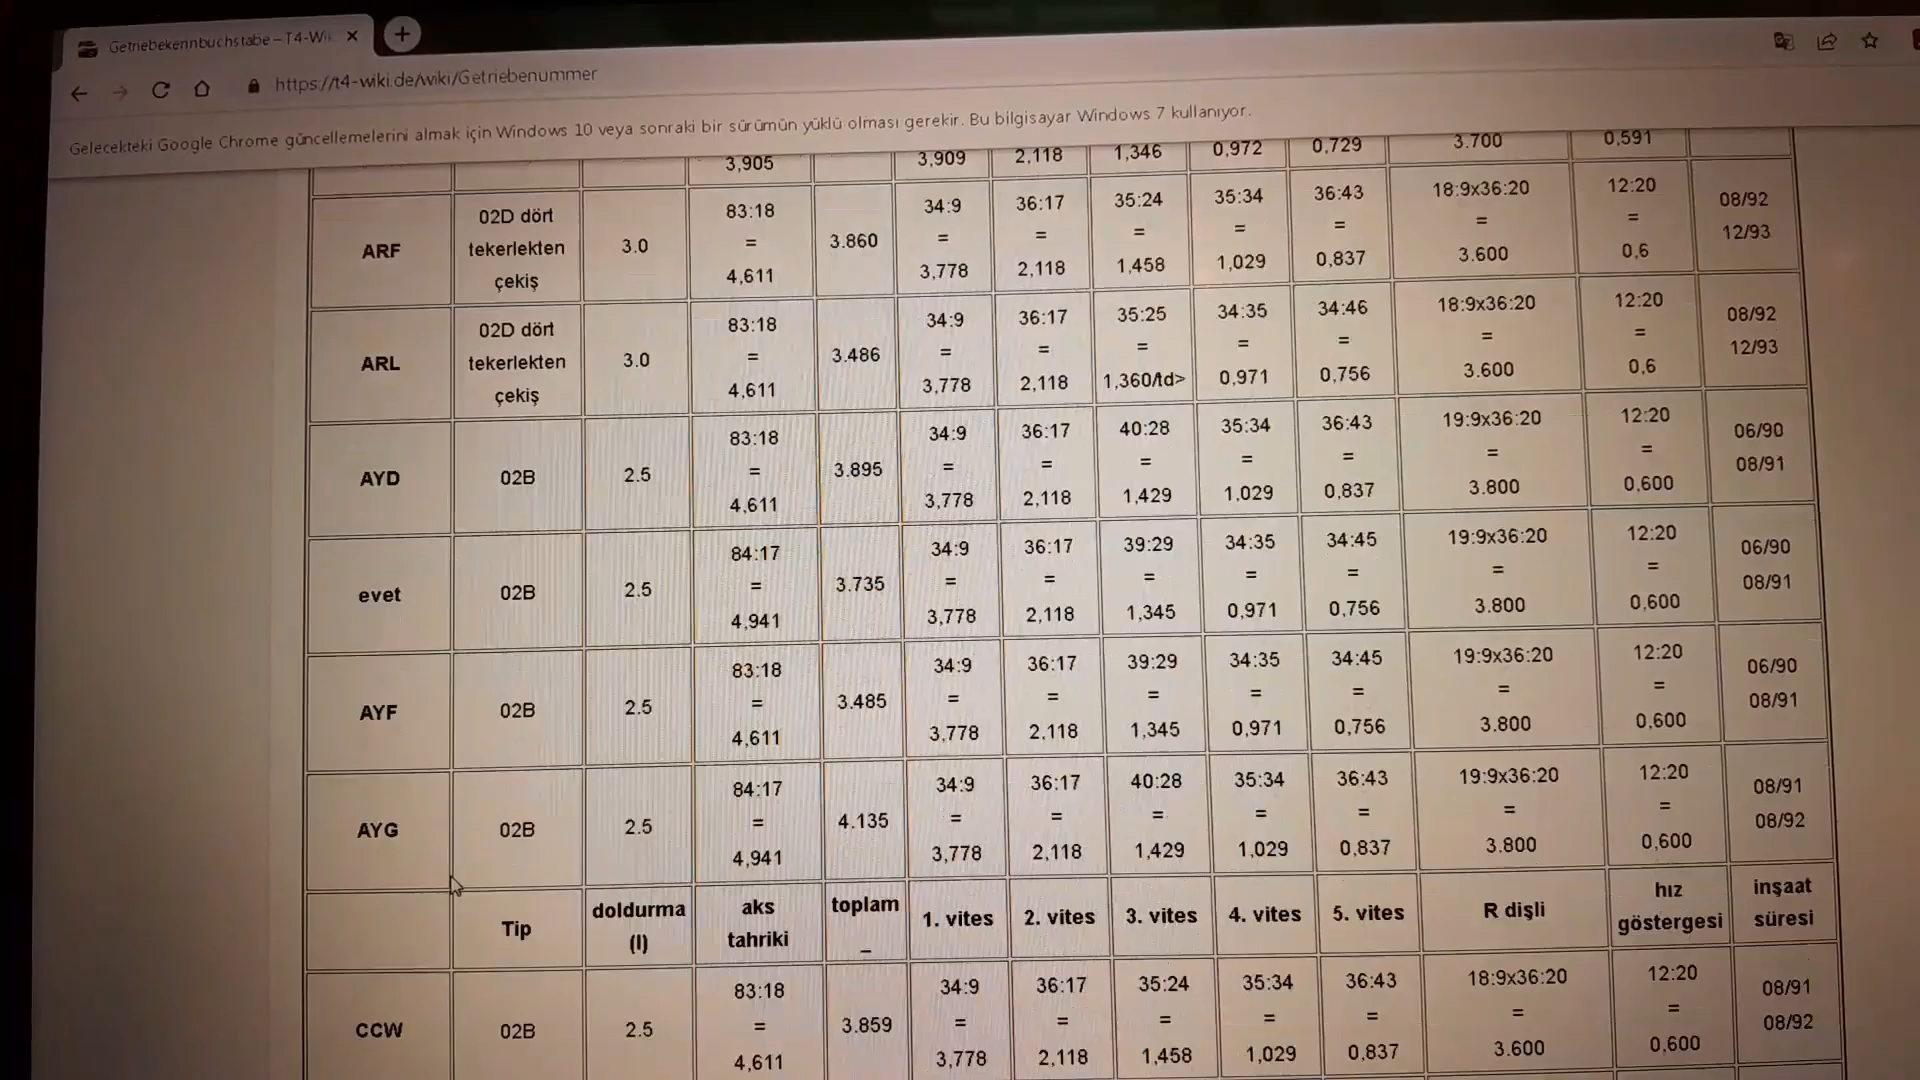 Getriebekennbuchstabe – T4-Wi
https://t4-wiki.de/wiki/Getriebenummer
Gelecekteki Google Chrome güncellemelerini almak için Windows 10 veya sonraki bir sürümün yüklü olması gerekir. Bu bilgisayar Windows 7 kullanıyor.
3,905 3,909 2,118 1,346 0,972 0,729 3.700 0,591
ARF 02D dört tekerlekten çekiş 3.0 83:18 = 4,611 3.860 34:9 = 3,778 36:17 = 2,118 35:24 = 1,458 35:34 = 1,029 36:43 = 0,837 18:9x36:20 = 3.600 12:20 = 0,6 08/92 12/93
ARL 02D dört tekerlekten çekiş 3.0 83:18 = 4,611 3.486 34:9 = 3,778 36:17 = 2,118 35:25 = 1,360/td> 34:35 = 0,971 34:46 = 0,756 18:9x36:20 = 3.600 12:20 = 0,6 08/92 12/93
AYD 02B 2.5 83:18 = 4,611 3.895 34:9 = 3,778 36:17 = 2,118 40:28 = 1,429 35:34 = 1,029 36:43 = 0,837 19:9x36:20 = 3.800 12:20 = 0,600 06/90 08/91
evet 02B 2.5 84:17 = 4,941 3.735 34:9 = 3,778 36:17 = 2,118 39:29 = 1,345 34:35 = 0,971 34:45 = 0,756 19:9x36:20 = 3.800 12:20 = 0,600 06/90 08/91
AYF 02B 2.5 83:18 = 4,611 3.485 34:9 = 3,778 36:17 = 2,118 39:29 = 1,345 34:35 = 0,971 34:45 = 0,756 19:9x36:20 = 3.800 12:20 = 0,600 06/90 08/91
AYG 02B 2.5 84:17 = 4,941 4.135 34:9 = 3,778 36:17 = 2,118 40:28 = 1,429 35:34 = 1,029 36:43 = 0,837 19:9x36:20 = 3.800 12:20 = 0,600 08/91 08/92
Tip doldurma (l) aks tahriki toplam _ 1. vites 2. vites 3. vites 4. vites 5. vites R dişli hız göstergesi inşaat süresi
CCW 02B 2.5 83:18 = 4,611 3.859 34:9 = 3,778 36:17 = 2,118 35:24 = 1,458 35:34 = 1,029 36:43 = 0,837 18:9x36:20 = 3.600 12:20 = 0,600 08/91 08/92